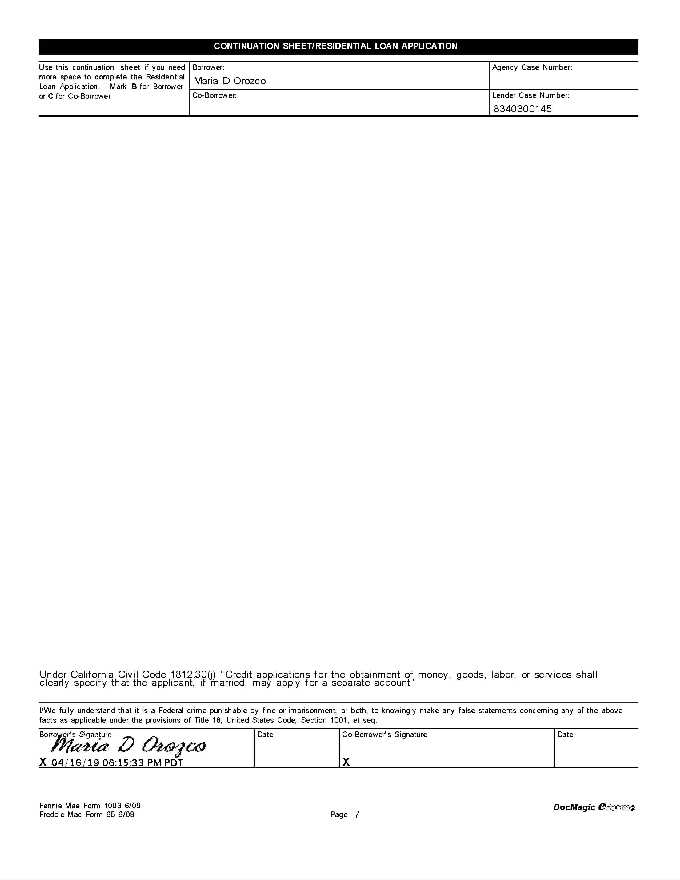 CONTINUATION SHEET/RESIDENTIAL LOAN APPLICATION
Use this continuation sheet if you need
more space to complete the Residential
Loan Application. Mark B for Borrower
or C for Co-Borrower.
Borrower:
Maria D Orozco
Agency Case Number:
Co-Borrower:
Lender Case Number:
8340300145
Under California Civil Code 1812.30(j) "Credit applications for the obtainment of money, goods, labor, or services shall
clearly specify that the applicant, if married, may apply for a separate account."
I/We fully understand that it is a Federal crime punishable by fine or imprisonment, or both, to knowingly make any false statements concerning any of the above
facts as applicable under the provisions of Title 18, United States Code, Section 1001, et seq.
Borrower's Signature
Maria D Orozco
X 04/16/19 06:15:33 PM PDT
Date
Co-Borrower's Signature
X
Date
Fannie Mae Form 1003 6/09
Freddie Mac Form 65 6/09
Page 7
DocMagic